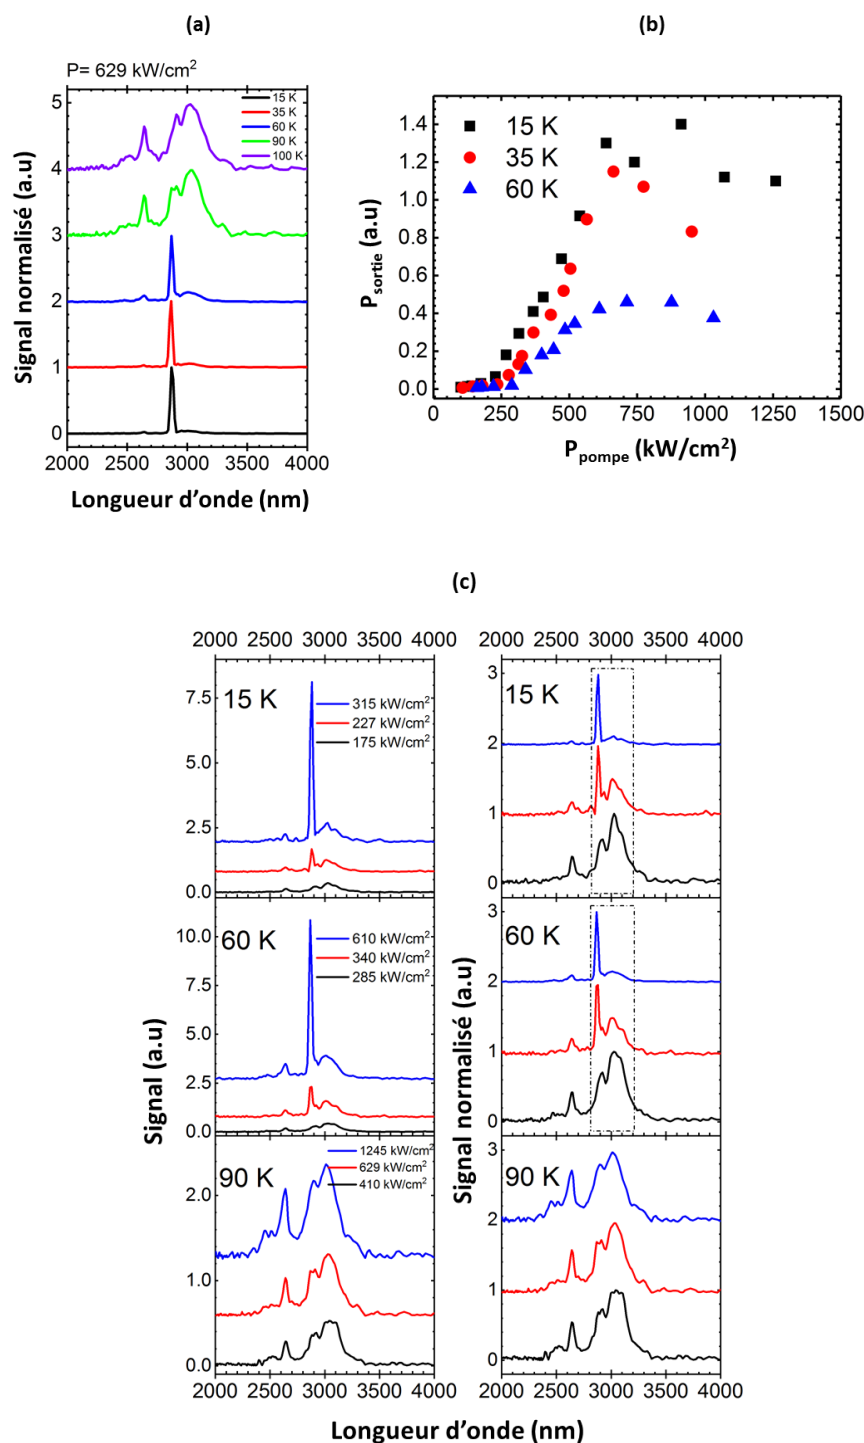 (a)
P= 629 kW/cm²
Signal normalisé (a.u)
5
4
3
2
1
0
15 K
35 K
60 K
90 K
100 K
2000 2500 3000 3500 4000
Longueur d'onde (nm)
(b)
P_sortie (a.u)
1.4
1.2
1.0
0.8
0.6
0.4
0.2
0.0
15 K
35 K
60 K
0 250 500 750 1000 1250 1500
P_pompe (kW/cm²)
(c)
2000 2500 3000 3500 4000
Signal (a.u)
15 K
315 kW/cm²
227 kW/cm²
175 kW/cm²
7.5
5.0
2.5
0.0
60 K
610 kW/cm²
340 kW/cm²
285 kW/cm²
10.0
7.5
5.0
2.5
0.0
90 K
1245 kW/cm²
629 kW/cm²
410 kW/cm²
2.0
1.0
0.0
2000 2500 3000 3500 4000
2000 2500 3000 3500 4000
Signal normalisé (a.u)
15 K
3
2
1
0
60 K
3
2
1
0
90 K
3
2
1
0
2000 2500 3000 3500 4000
Longueur d'onde (nm)